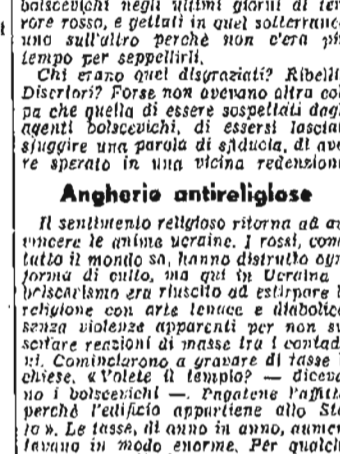 bolscevichi negli ultimi giorni di ter-
rore rosso, e gettati in quel sotterraneo
uno sull'altro perchè non c'era più
tempo per seppellirli.
Chi erano quei disgraziati? Ribelli
Disertori? Forse non avevano altra col
pa che quella di essere sospettati dagl
agenti bolscevichi, di essersi lasciat
sfuggire una parola di sfiducia, di ave
re sperato in una vicina redenzione
Angherie antireligiose
Il sentimento religioso ritorna ad av
vincere le anime ucraine. I rossi, com
tutto il mondo sa, hanno distrutto ogn
forma di culto, ma qui in Ucraina
bolscevismo era riuscito ad estirpare l
religione con arte tenace e diabolica
senza violenze apparenti per non su
scitare reazioni di masse tra i contad
ni. Cominciarono a gravare di tasse l
chiese. « Volete il tempio? — diceva
no i bolscevichi —. Pagatene l'affitto
perchè l'edificio appartiene allo Sta
to ». Le tasse, di anno in anno, aumen
tavano in modo enorme. Per qualch